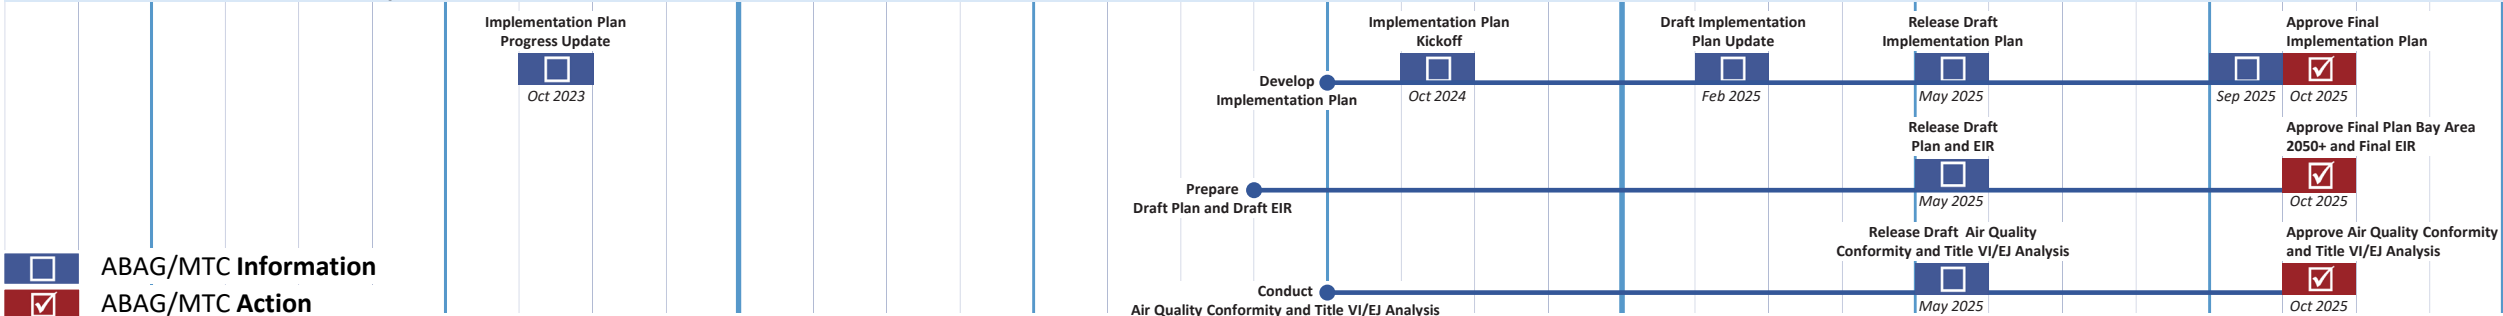 Implementation Plan
Progress Update
Oct 2023
Implementation Plan
Kickoff
Oct 2024
Draft Implementation
Plan Update
Feb 2025
Release Draft
Implementation Plan
May 2025
Approve Final
Implementation Plan
Sep 2025
Oct 2025
Develop
Implementation Plan
Release Draft
Plan and EIR
May 2025
Approve Final Plan Bay Area
2050+ and Final EIR
Oct 2025
Prepare
Draft Plan and Draft EIR
Release Draft Air Quality
Conformity and Title VI/EJ Analysis
May 2025
Approve Air Quality Conformity
and Title VI/EJ Analysis
Oct 2025
Conduct
Air Quality Conformity and Title VI/EJ Analysis
ABAG/MTC Information
ABAG/MTC Action